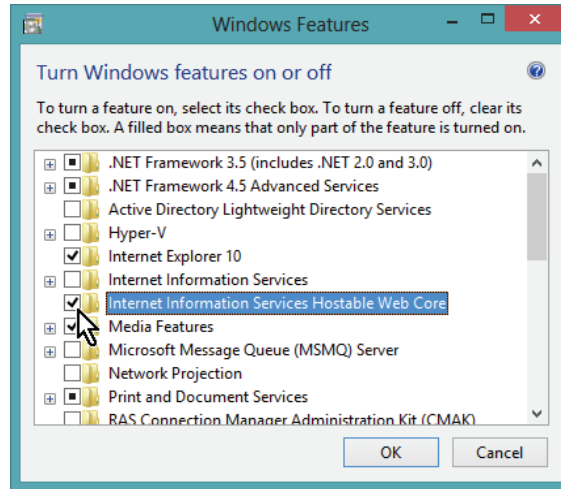 Windows Features
Turn Windows features on or off
To turn a feature on, select its check box. To turn a feature off, clear its
check box. A filled box means that only part of the feature is turned on.
.NET Framework 3.5 (includes .NET 2.0 and 3.0)
.NET Framework 4.5 Advanced Services
Active Directory Lightweight Directory Services
Hyper-V
Internet Explorer 10
Internet Information Services
Internet Information Services Hostable Web Core
Media Features
Microsoft Message Queue (MSMQ) Server
Network Projection
Print and Document Services
RAS Connection Manager Administration Kit (CMAK)
OK Cancel